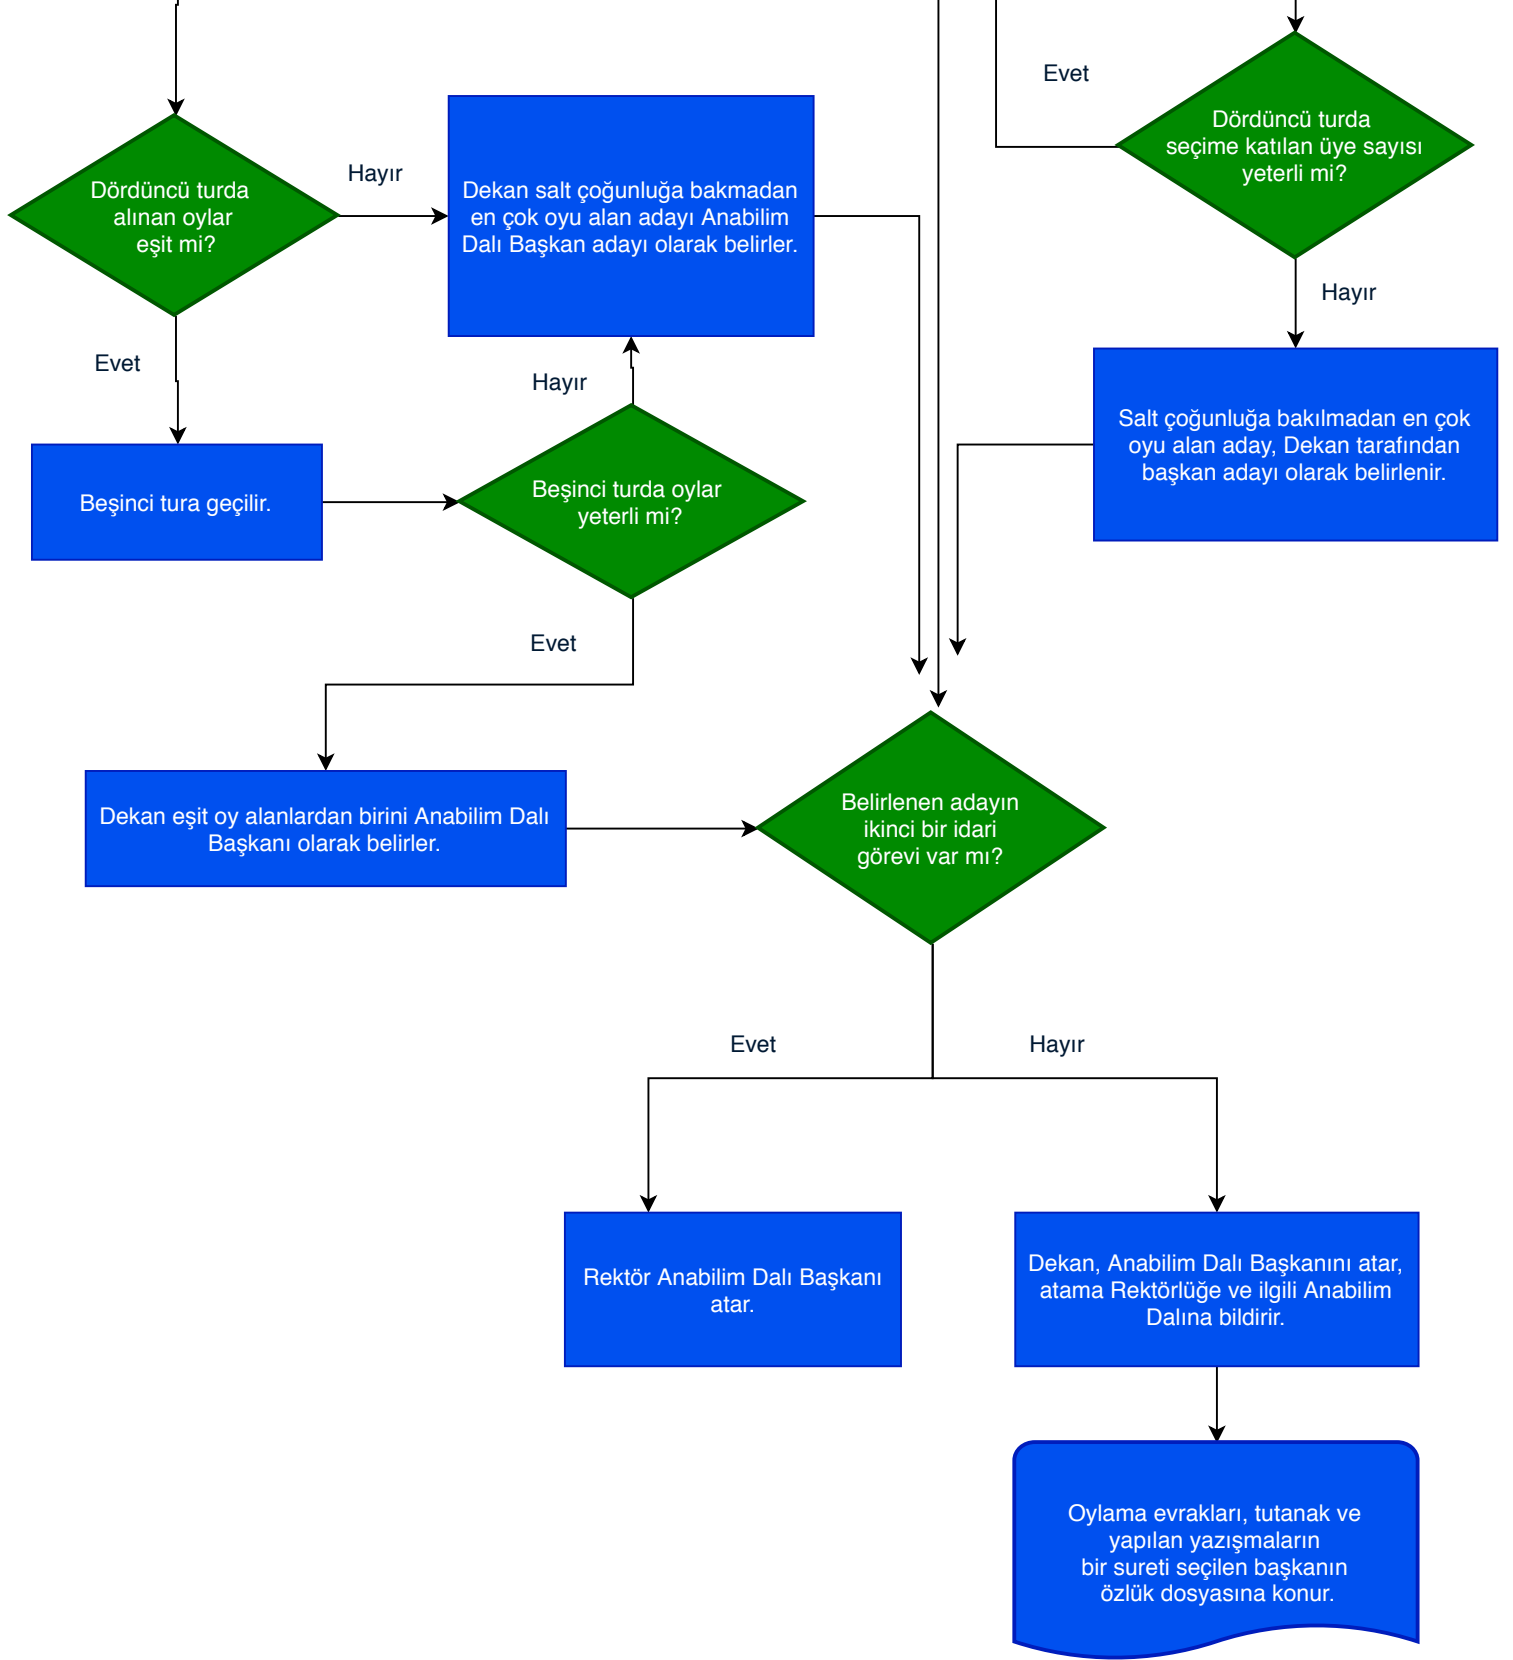 Evet
Dördüncü turda
seçime katılan üye sayısı
yeterli mi?
Hayır
Dördüncü turda
alınan oylar
eşit mi?
Hayır
Dekan salt çoğunluğa bakmadan
en çok oyu alan adayı Anabilim
Dalı Başkan adayı olarak belirler.
Evet
Hayır
Salt çoğunluğa bakılmadan en çok
oyu alan aday, Dekan tarafından
başkan adayı olarak belirlenir.
Beşinci tura geçilir.
Beşinci turda oylar
yeterli mi?
Evet
Dekan eşit oy alanlardan birini Anabilim Dalı
Başkanı olarak belirler.
Belirlenen adayın
ikinci bir idari
görevi var mı?
Evet
Hayır
Rektör Anabilim Dalı Başkanı
atar.
Dekan, Anabilim Dalı Başkanını atar,
atama Rektörlüğe ve ilgili Anabilim
Dalına bildirir.
Oylama evrakları, tutanak ve
yapılan yazışmaların
bir sureti seçilen başkanın
özlük dosyasına konur.